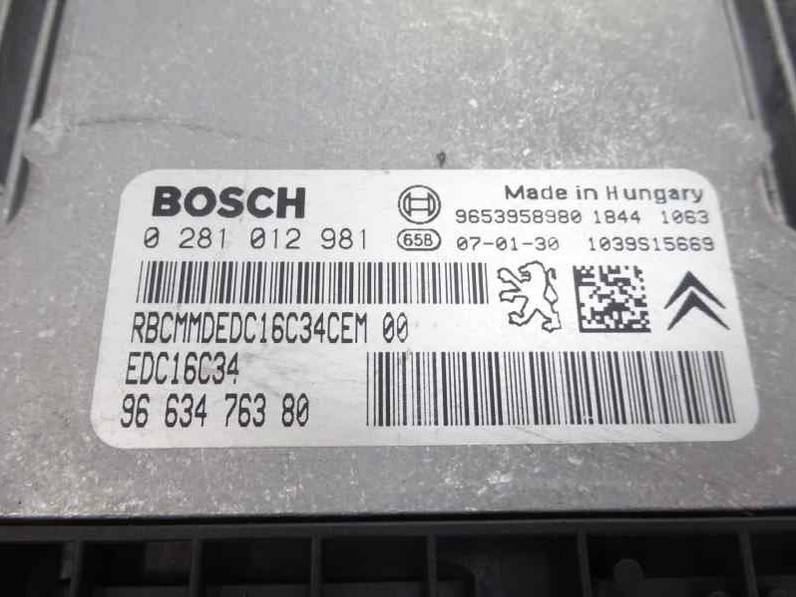 BOSCH
Made in Hungary
9653958980 1844 1063
0 281 012 981
65B 07-01-30 1039S15669
RBCMMDEDC16C34CEM 00
EDC16C34
96 634 763 80